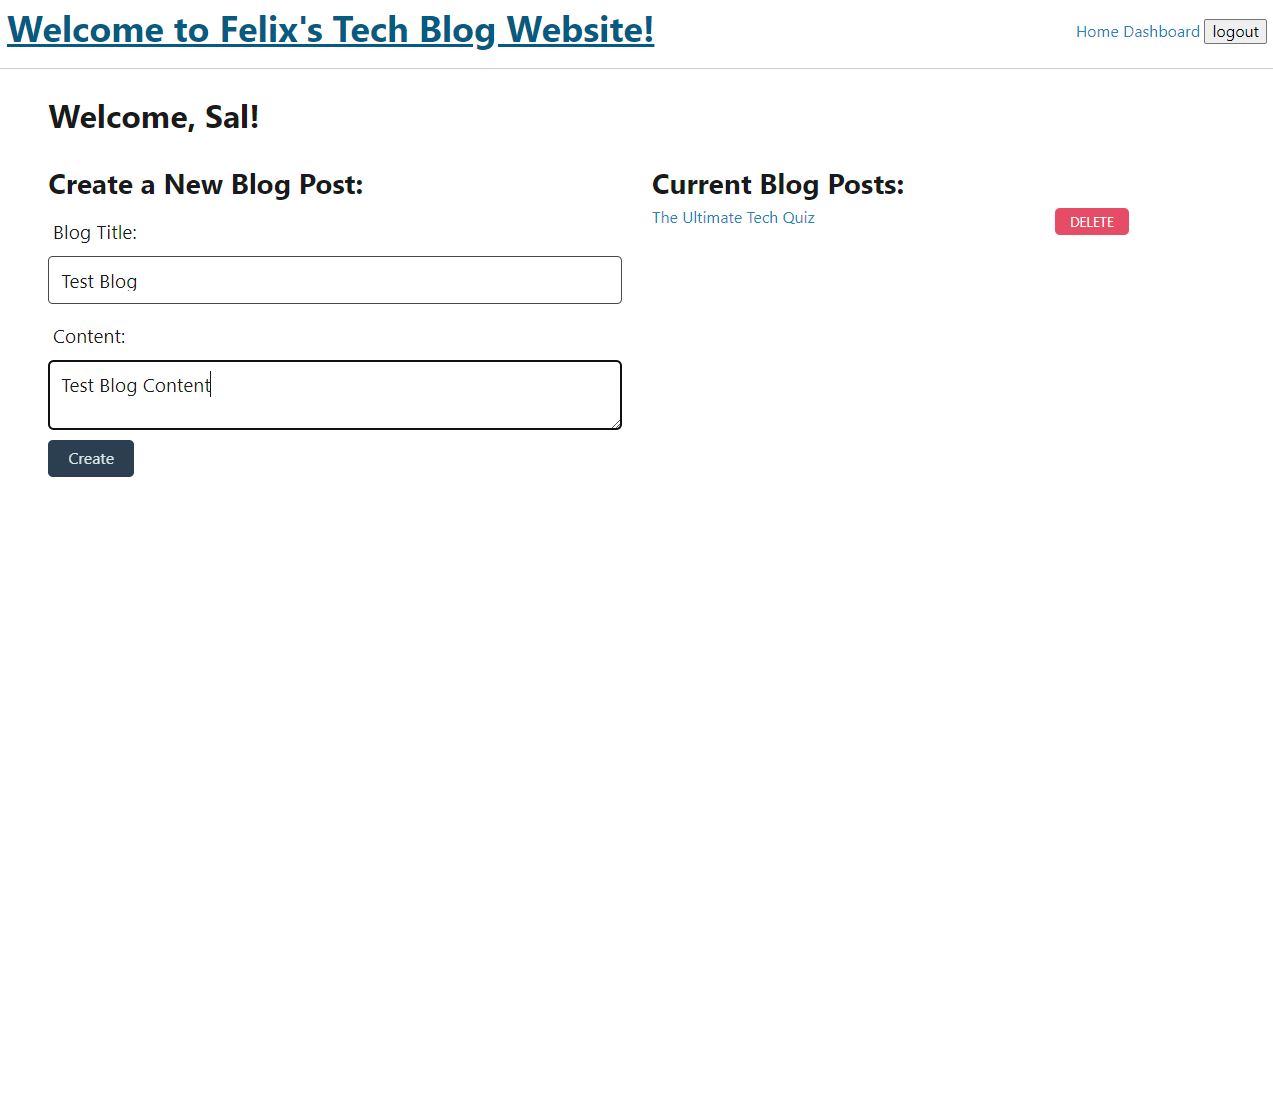 Welcome to Felix's Tech Blog Website!
Home Dashboard logout
Welcome, Sal!
Create a New Blog Post:
Blog Title:
Test Blog
Content:
Test Blog Content
Create
Current Blog Posts:
The Ultimate Tech Quiz
DELETE